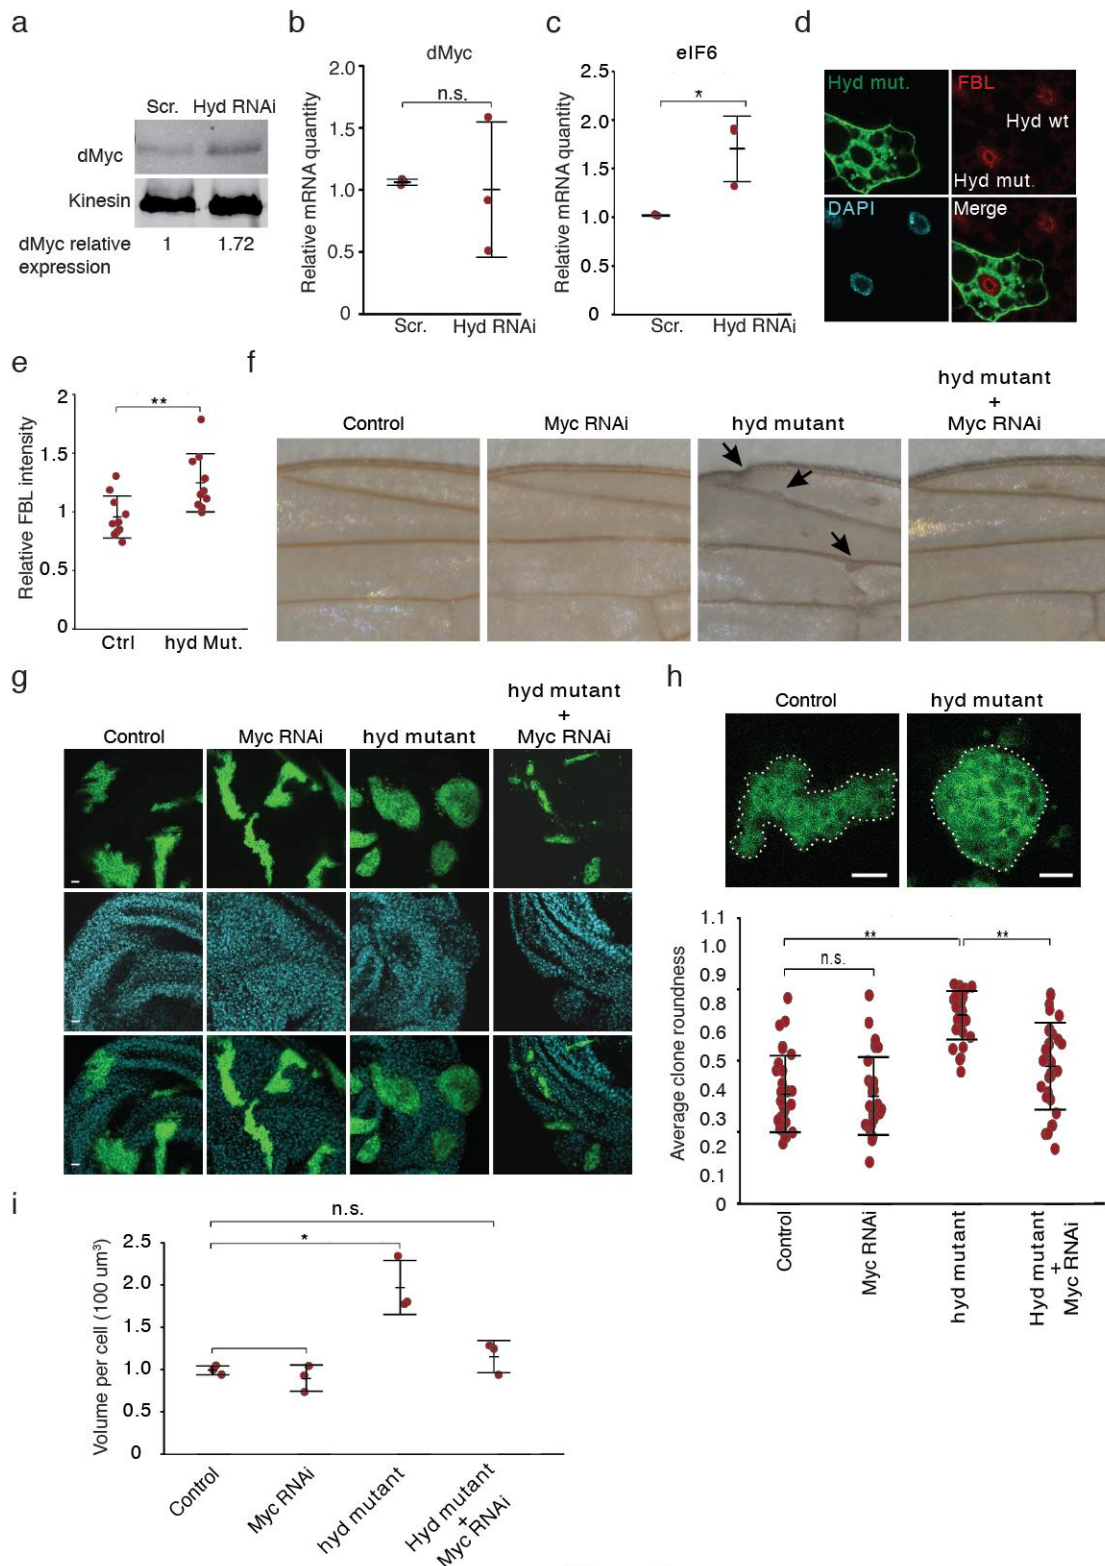 a
Scr. Hyd RNAi
dMyc
Kinesin
dMyc relative expression 1 1.72
b
dMyc
n.s.
Relative mRNA quantity
2.0
1.5
1.0
0.5
0
Scr. Hyd RNAi
c
eIF6
*
Relative mRNA quantity
2.5
2.0
1.5
1.0
0.5
0
Scr. Hyd RNAi
d
Hyd mut. FBL
Hyd wt
Hyd mut.
DAPI Merge
e
**
Relative FBL intensity
2
1.5
1
0.5
0
Ctrl hyd Mut.
f
Control Myc RNAi hyd mutant hyd mutant + Myc RNAi
g
Control Myc RNAi hyd mutant hyd mutant + Myc RNAi
h
Control hyd mutant
** **
n.s.
Average clone roundness
1.1
1.0
0.9
0.8
0.6
0.5
0.4
0.3
0.2
0.1
0
Control
Myc RNAi
hyd mutant
Hyd mutant + Myc RNAi
i
n.s.
*
Volume per cell (100 um³)
2.5
2.0
1.5
1.0
0.5
0
Control
Myc RNAi
hyd mutant
Hyd mutant + Myc RNAi